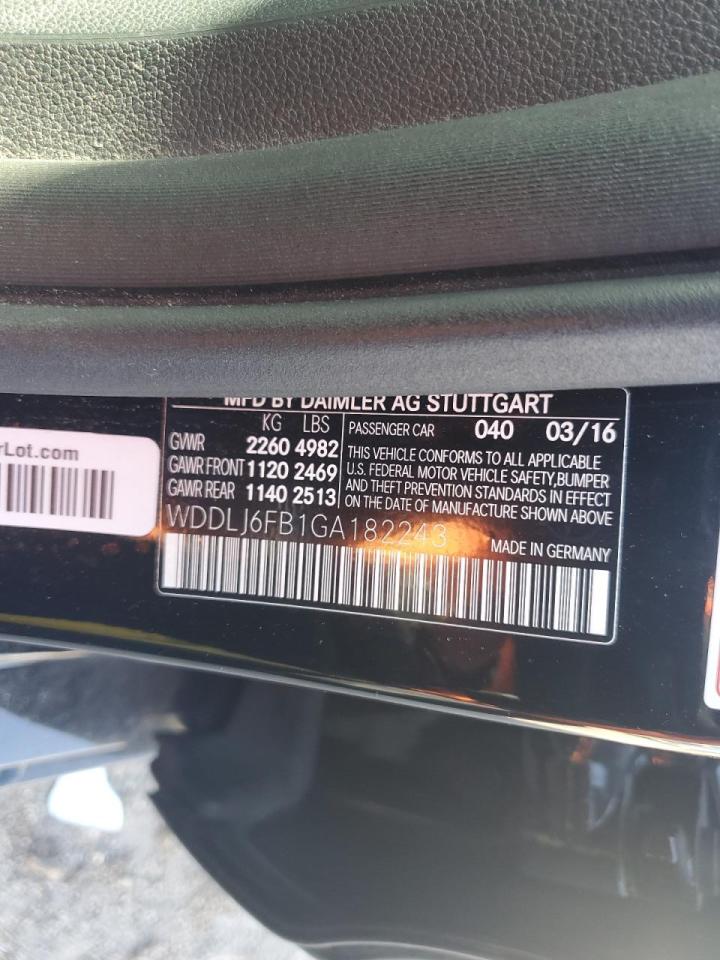 MFD BY DAIMLER AG STUTTGART
KG LBS
GVWR 2260 4982
GAWR FRONT 1120 2469
GAWR REAR 1140 2513
PASSENGER CAR 040 03/16
THIS VEHICLE CONFORMS TO ALL APPLICABLE
U.S. FEDERAL MOTOR VEHICLE SAFETY,BUMPER
AND THEFT PREVENTION STANDARDS IN EFFECT
ON THE DATE OF MANUFACTURE SHOWN ABOVE
WDDLJ6FB1GA182243
MADE IN GERMANY
rLot.com